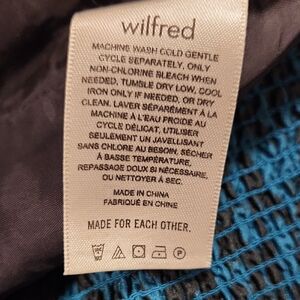 wilfred
MACHINE WASH COLD GENTLE
CYCLE SEPARATELY, ONLY
NON-CHLORINE BLEACH WHEN
NEEDED, TUMBLE DRY LOW, COOL
IRON ONLY IF NEEDED, OR DRY
CLEAN. LAVER SÉPARÉMENT À LA
MACHINE À L'EAU FROIDE AU
CYCLE DÉLICAT, UTILISER
SEULEMENT UN JAVELLISANT
SANS CHLORE AU BESOIN, SÉCHER
À BASSE TEMPÉRATURE,
REPASSAGE DOUX SI NÉCESSAIRE,
OU NETTOYER À SEC.
MADE IN CHINA
FABRIQUÉ EN CHINE
MADE FOR EACH OTHER.
P